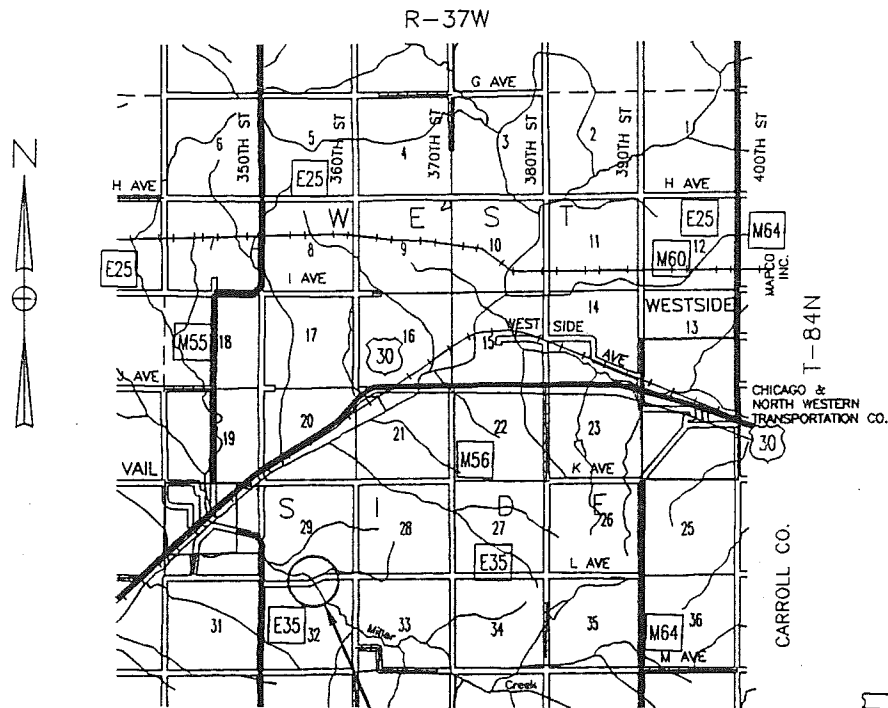 R-37W
N
G AVE
6 5 4 3 2 1
350TH ST 360TH ST 370TH ST 380TH ST 390TH ST 400TH ST
H AVE E25 H AVE
W E S T E25 M64
7 8 9 10 11 12
E25 I AVE M60 MAPCO INC.
M55 18 17 16 15 14 13
WEST SIDE AVE WESTSIDE
T-84N
30
J AVE
CHICAGO &
NORTH WESTERN
TRANSPORTATION CO.
30
19 20 21 22 23
VAIL M56 K AVE
S I D E
29 28 27 26 25
E35 L AVE
CARROLL CO.
31 E35 32 33 34 35 M64 36
Miller M AVE
Creek